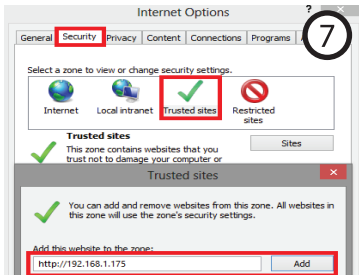 Internet Options
?
7
General Security Privacy Content Connections Programs
Select a zone to view or change security settings.
Internet Local intranet Trusted sites Restricted sites
Trusted sites
This zone contains websites that you
trust not to damage your computer or
Sites
Trusted sites
×
You can add and remove websites from this zone. All websites in
this zone will use the zone's security settings.
Add this website to the zone:
http://192.168.1.175
Add